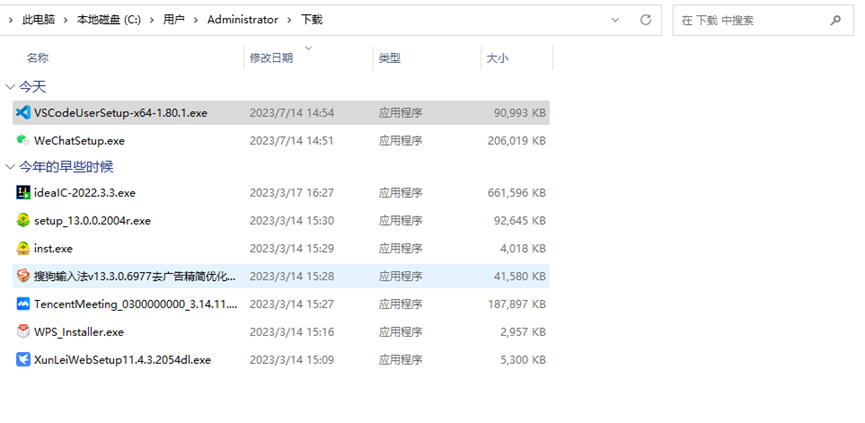 此电脑 本地磁盘 (C:) 用户 Administrator 下载 在 下载 中搜索
名称 修改日期 类型 大小
今天
VSCodeUserSetup-x64-1.80.1.exe 2023/7/14 14:54 应用程序 90,993 KB
WeChatSetup.exe 2023/7/14 14:51 应用程序 206,019 KB
今年的早些时候
ideaIC-2022.3.3.exe 2023/3/17 16:27 应用程序 661,596 KB
setup_13.0.0.2004r.exe 2023/3/14 15:30 应用程序 92,645 KB
inst.exe 2023/3/14 15:29 应用程序 4,018 KB
搜狗输入法v13.3.0.6977去广告精简优化... 2023/3/14 15:28 应用程序 41,580 KB
TencentMeeting_0300000000_3.14.11.... 2023/3/14 15:27 应用程序 187,897 KB
WPS_Installer.exe 2023/3/14 15:16 应用程序 2,957 KB
XunLeiWebSetup11.4.3.2054dl.exe 2023/3/14 15:09 应用程序 5,300 KB